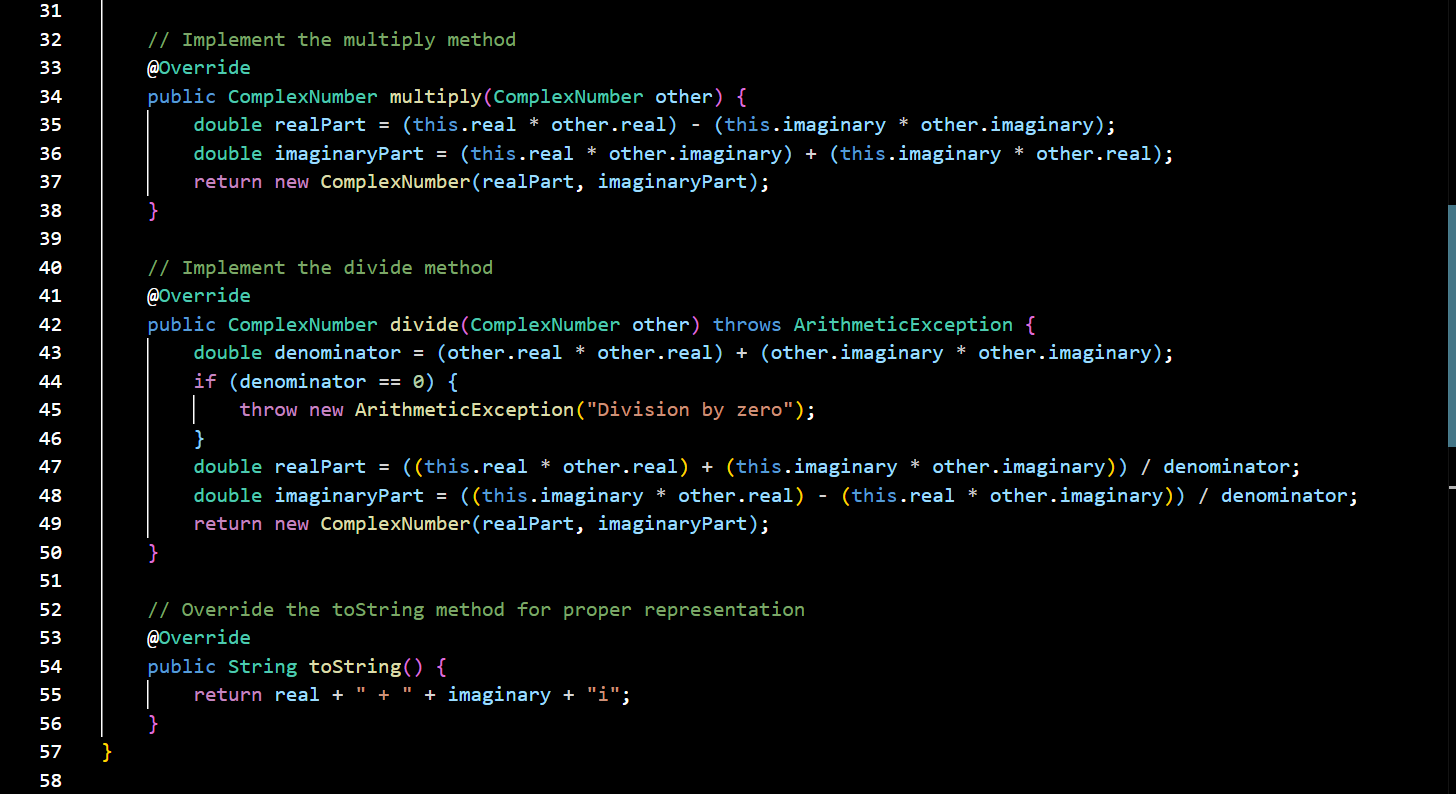 31
32 // Implement the multiply method
33 @Override
34 public ComplexNumber multiply(ComplexNumber other) {
35 double realPart = (this.real * other.real) - (this.imaginary * other.imaginary);
36 double imaginaryPart = (this.real * other.imaginary) + (this.imaginary * other.real);
37 return new ComplexNumber(realPart, imaginaryPart);
38 }
39
40 // Implement the divide method
41 @Override
42 public ComplexNumber divide(ComplexNumber other) throws ArithmeticException {
43 double denominator = (other.real * other.real) + (other.imaginary * other.imaginary);
44 if (denominator == 0) {
45 throw new ArithmeticException("Division by zero");
46 }
47 double realPart = ((this.real * other.real) + (this.imaginary * other.imaginary)) / denominator;
48 double imaginaryPart = ((this.imaginary * other.real) - (this.real * other.imaginary)) / denominator;
49 return new ComplexNumber(realPart, imaginaryPart);
50 }
51
52 // Override the toString method for proper representation
53 @Override
54 public String toString() {
55 return real + " + " + imaginary + "i";
56 }
57 }
58